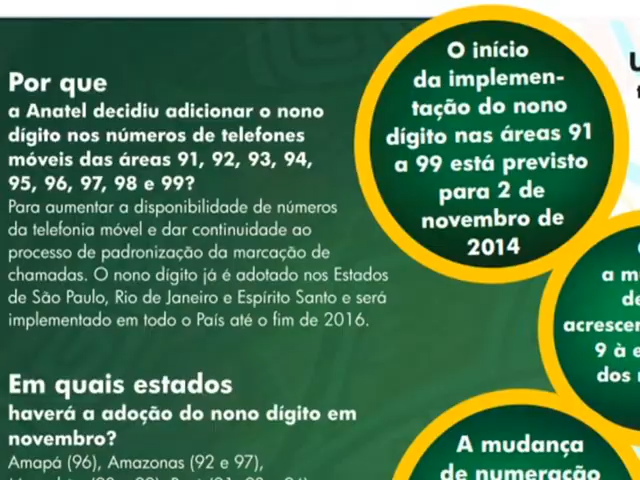 Por que
a Anatel decidiu adicionar o nono
dígito nos números de telefones
móveis das áreas 91, 92, 93, 94,
95, 96, 97, 98 e 99?
Para aumentar a disponibilidade de números
da telefonia móvel e dar continuidade ao
processo de padronização da marcação de
chamadas. O nono dígito já é adotado nos Estados
de São Paulo, Rio de Janeiro e Espírito Santo e será
implementado em todo o País até o fim de 2016.
Em quais estados
haverá a adoção do nono dígito em
novembro?
Amapá (96), Amazonas (92 e 97),
O início
da implemen-
tação do nono
dígito nas áreas 91
a 99 está previsto
para 2 de
novembro de
2014
a m
de
acrescen
9 à e
dos
A mudança
de numeração